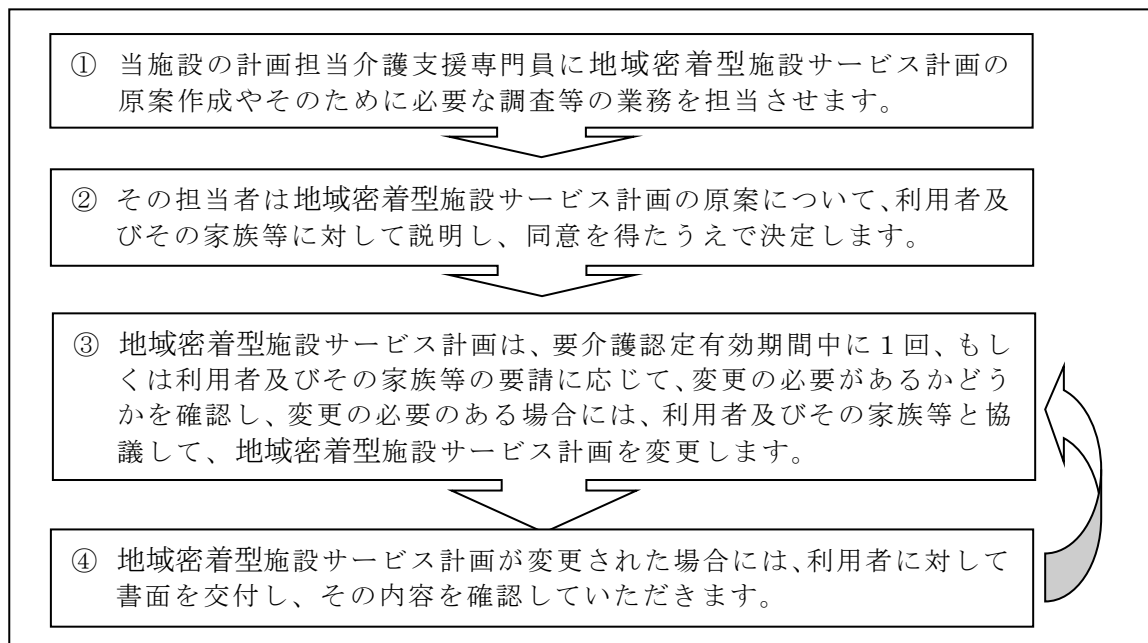 ① 当施設の計画担当介護支援専門員に地域密着型施設サービス計画の
原案作成やそのために必要な調査等の業務を担当させます。
② その担当者は地域密着型施設サービス計画の原案について、利用者及
びその家族等に対して説明し、同意を得たうえで決定します。
③ 地域密着型施設サービス計画は、要介護認定有効期間中に1回、もし
くは利用者及びその家族等の要請に応じて、変更の必要があるかどう
かを確認し、変更の必要のある場合には、利用者及びその家族等と協
議して、地域密着型施設サービス計画を変更します。
④ 地域密着型施設サービス計画が変更された場合には、利用者に対して
書面を交付し、その内容を確認していただきます。